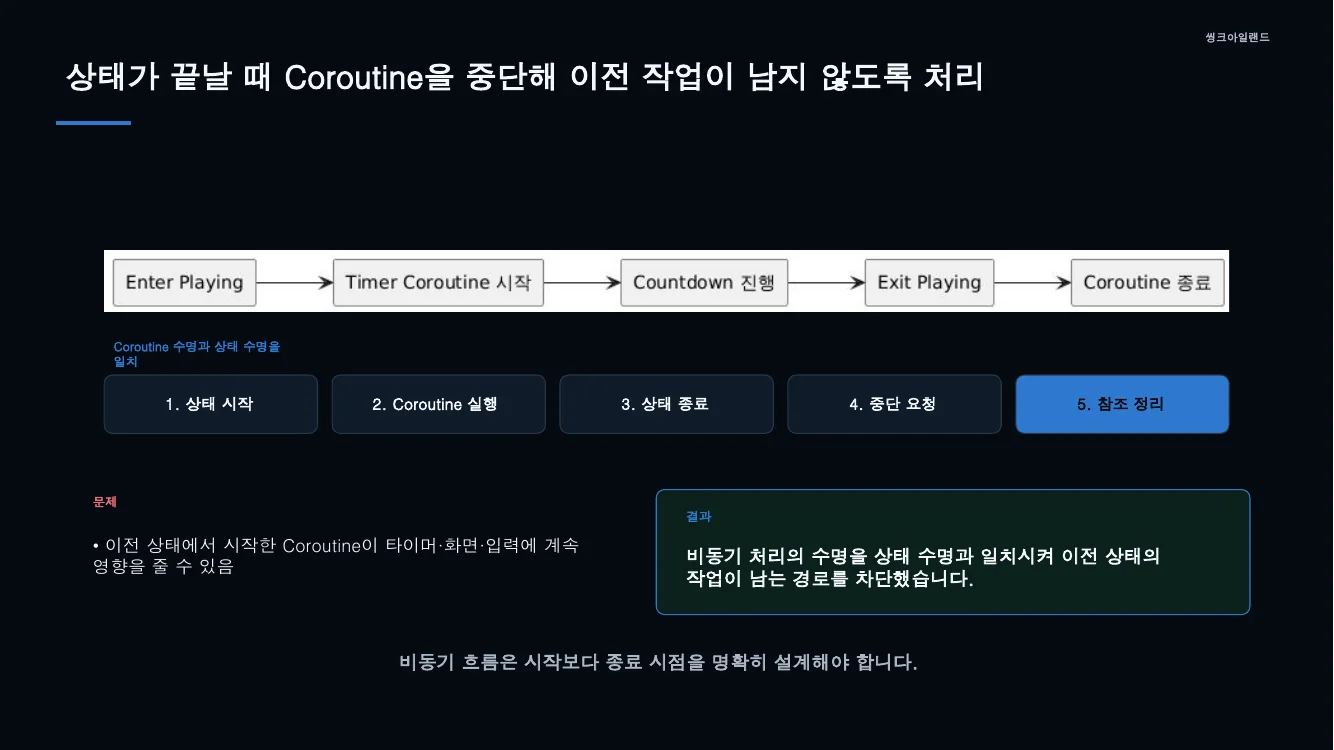 씽크아일랜드
상태가 끝날 때 Coroutine을 중단해 이전 작업이 남지 않도록 처리
Enter Playing
Timer Coroutine 시작
Countdown 진행
Exit Playing
Coroutine 종료
Coroutine 수명과 상태 수명을
일치
1. 상태 시작
2. Coroutine 실행
3. 상태 종료
4. 중단 요청
5. 참조 정리
문제
• 이전 상태에서 시작한 Coroutine이 타이머·화면·입력에 계속
영향을 줄 수 있음
결과
비동기 처리의 수명을 상태 수명과 일치시켜 이전 상태의
작업이 남는 경로를 차단했습니다.
비동기 흐름은 시작보다 종료 시점을 명확히 설계해야 합니다.